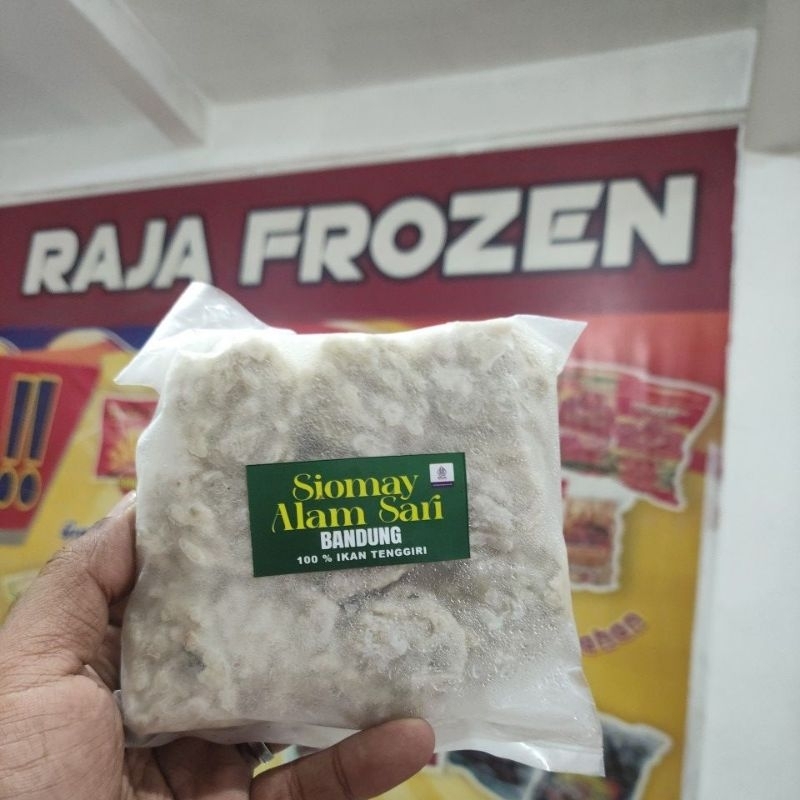 RAJA FROZEN
Siomay
Alam Sari
BANDUNG
100 % IKAN TENGGIRI